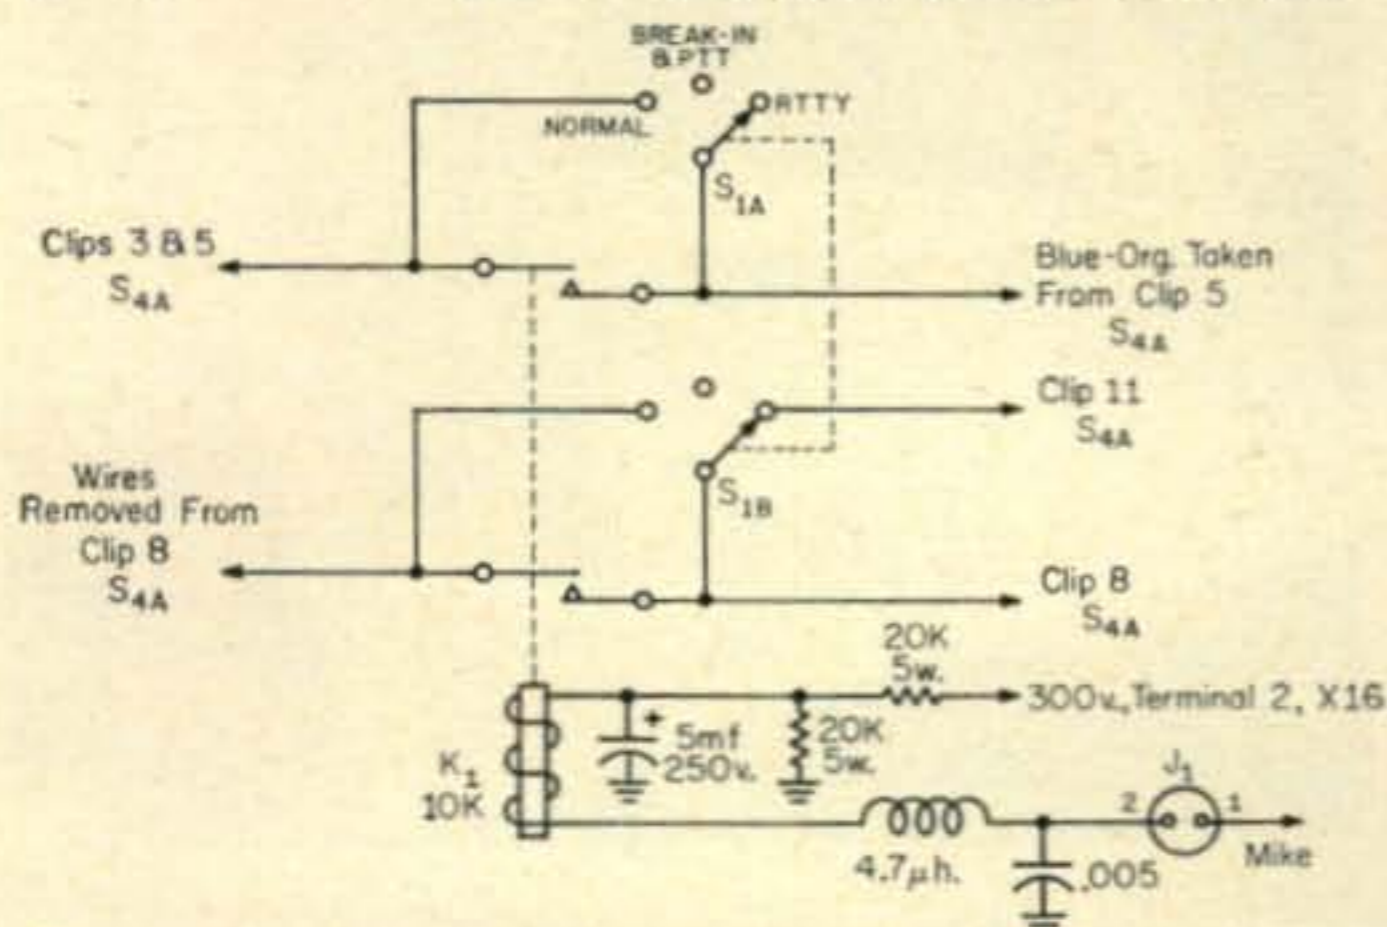 BREAK-IN
& PTT
RTTY
NORMAL
S1A
Clips 3 & 5
S4A
Blue-Org. Taken
From Clip 5
S4A
Clip 11
S4A
Wires
Removed From
Clip 8
S4A
S1B
Clip 8
S4A
20K
5w.
300v., Terminal 2, X16
+
5mf
250v.
20K
5w.
K1
10K
J1
2
1
4.7μh.
.005
Mike